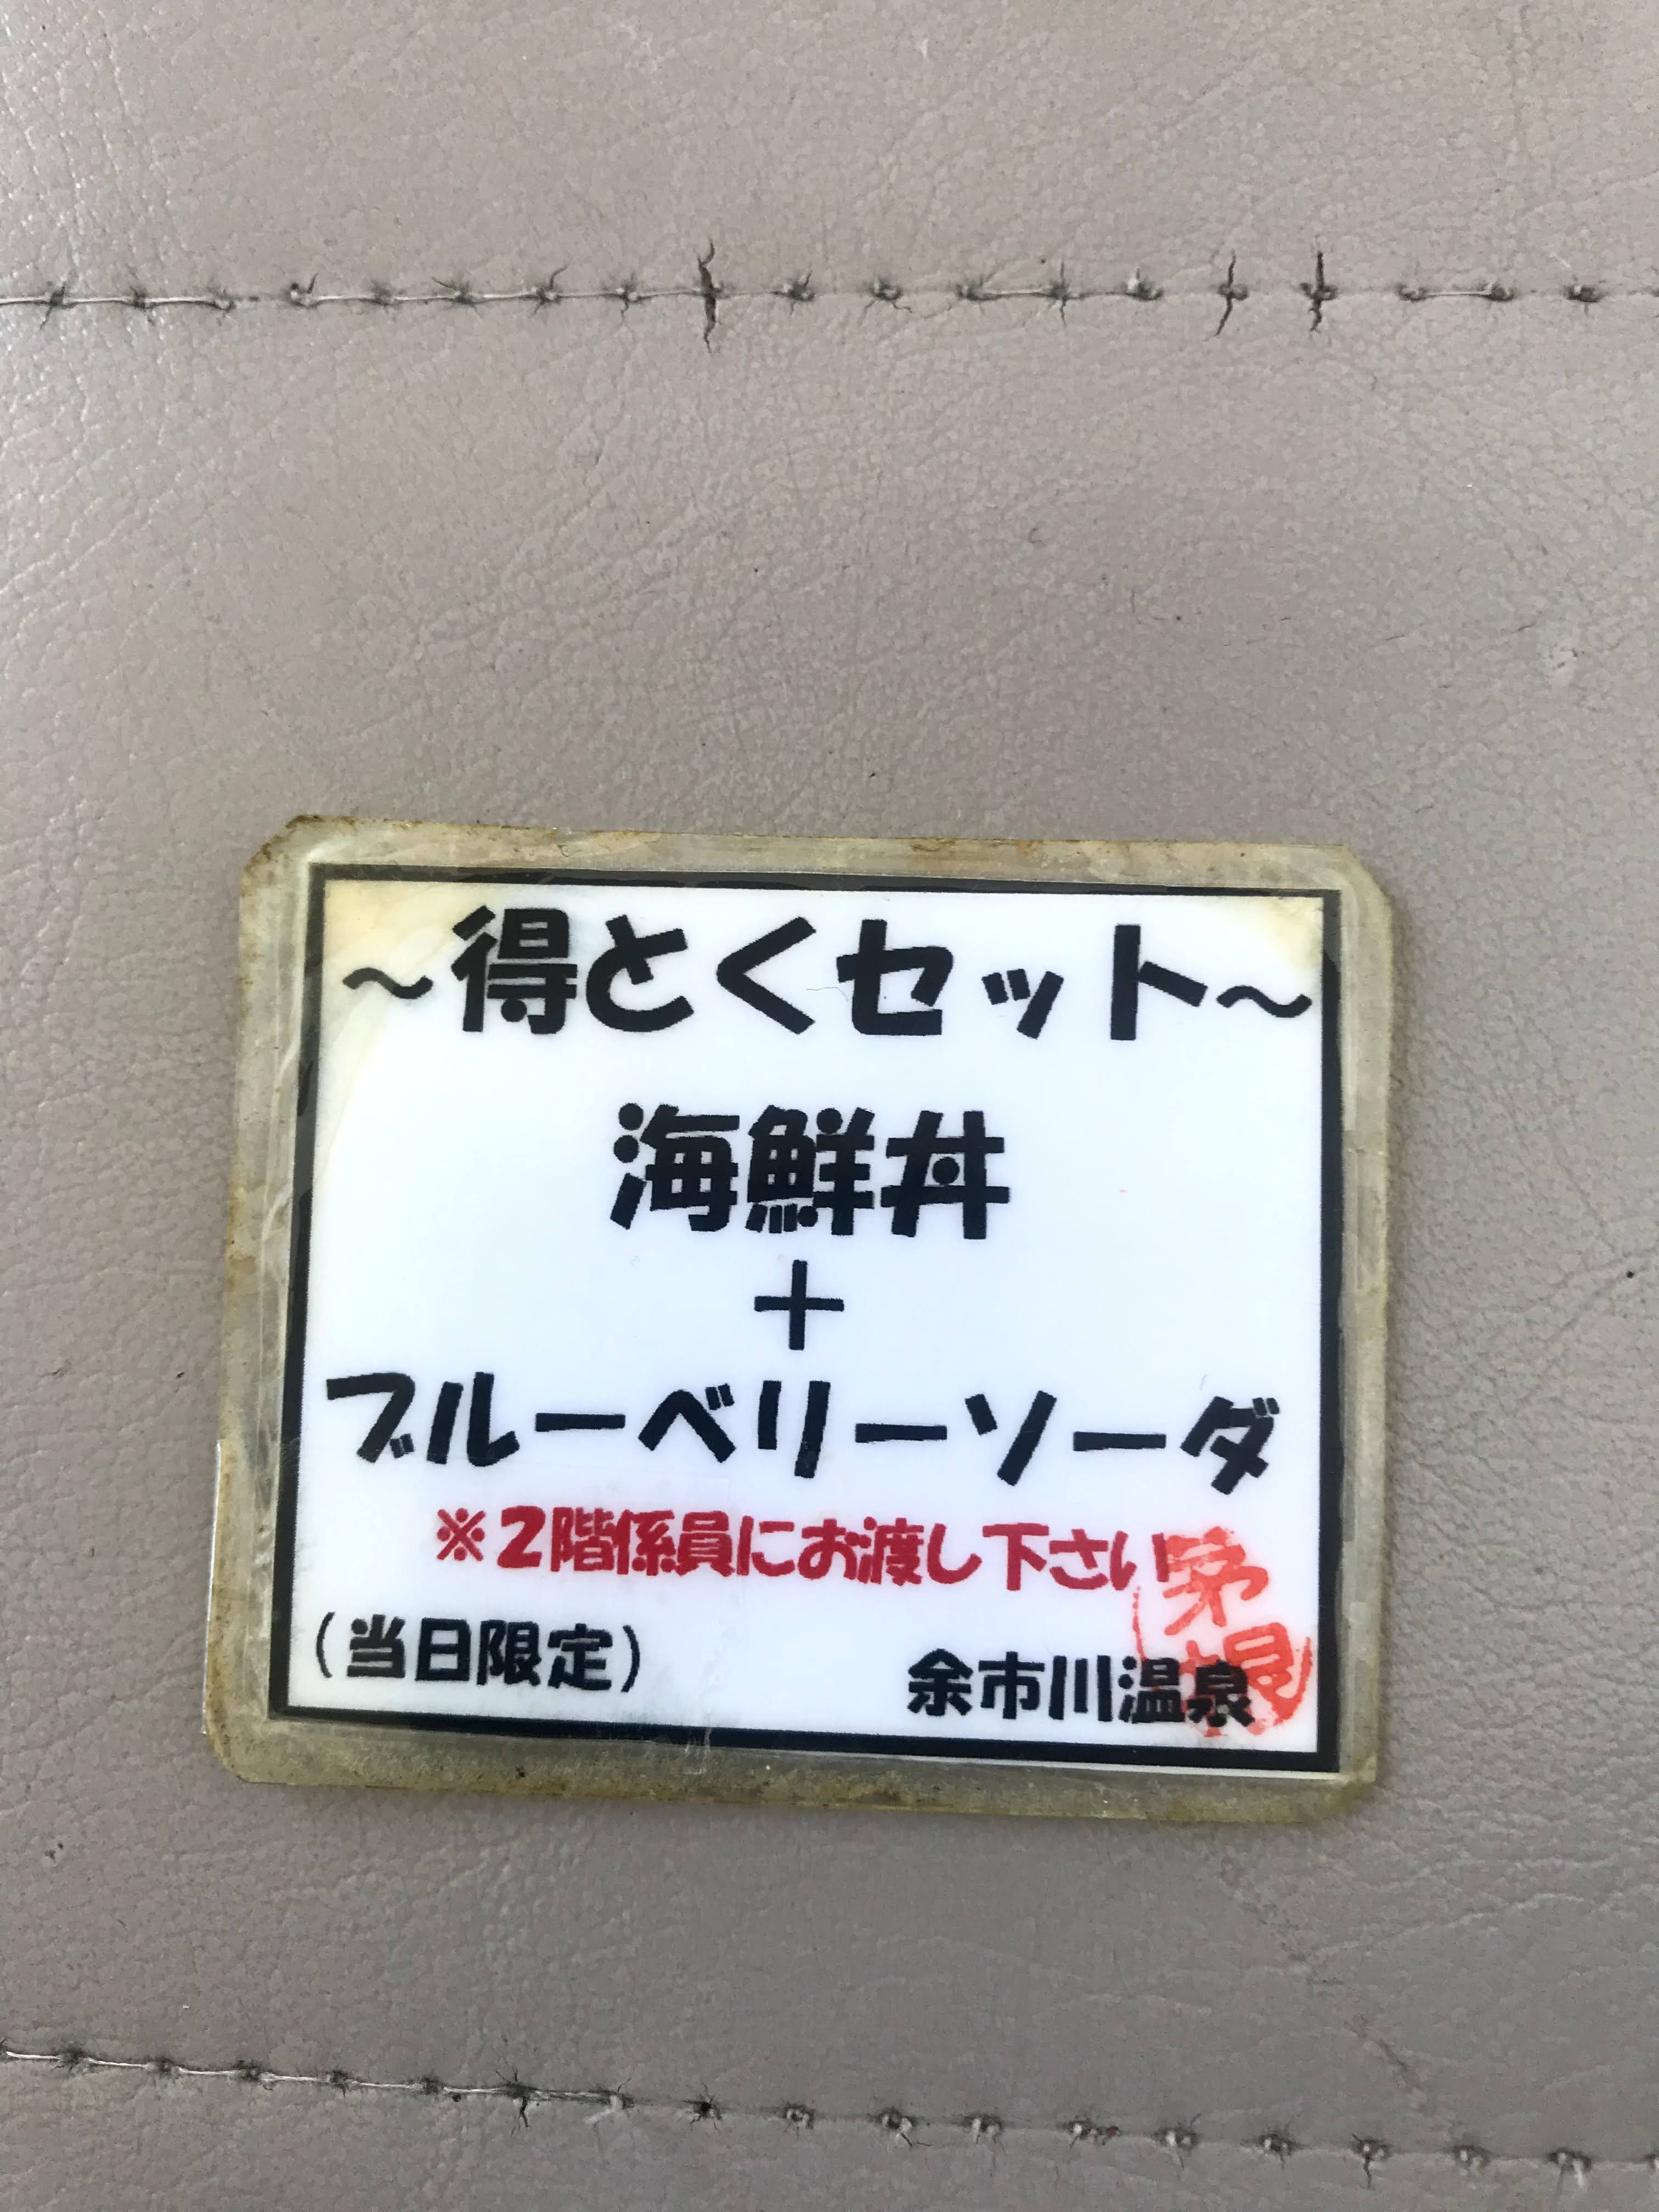 ～得とくセット～
海鮮丼
＋
ブルーベリーソーダ
※２階係員にお渡し下さい
（当日限定）
余市川温泉